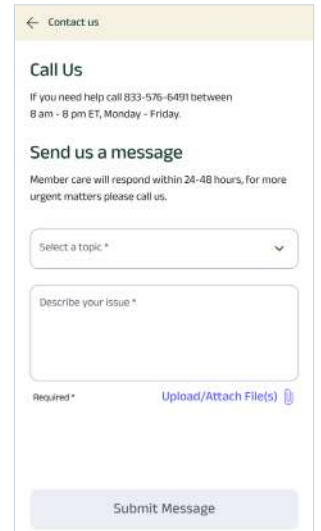 Contact us
Call Us
If you need help call 833-576-6491 between
8 am - 8 pm ET, Monday - Friday.
Send us a message
Member care will respond within 24-48 hours, for more
urgent matters please call us.
Select a topic *
Describe your issue *
Required *
Upload/Attach File(s)
Submit Message